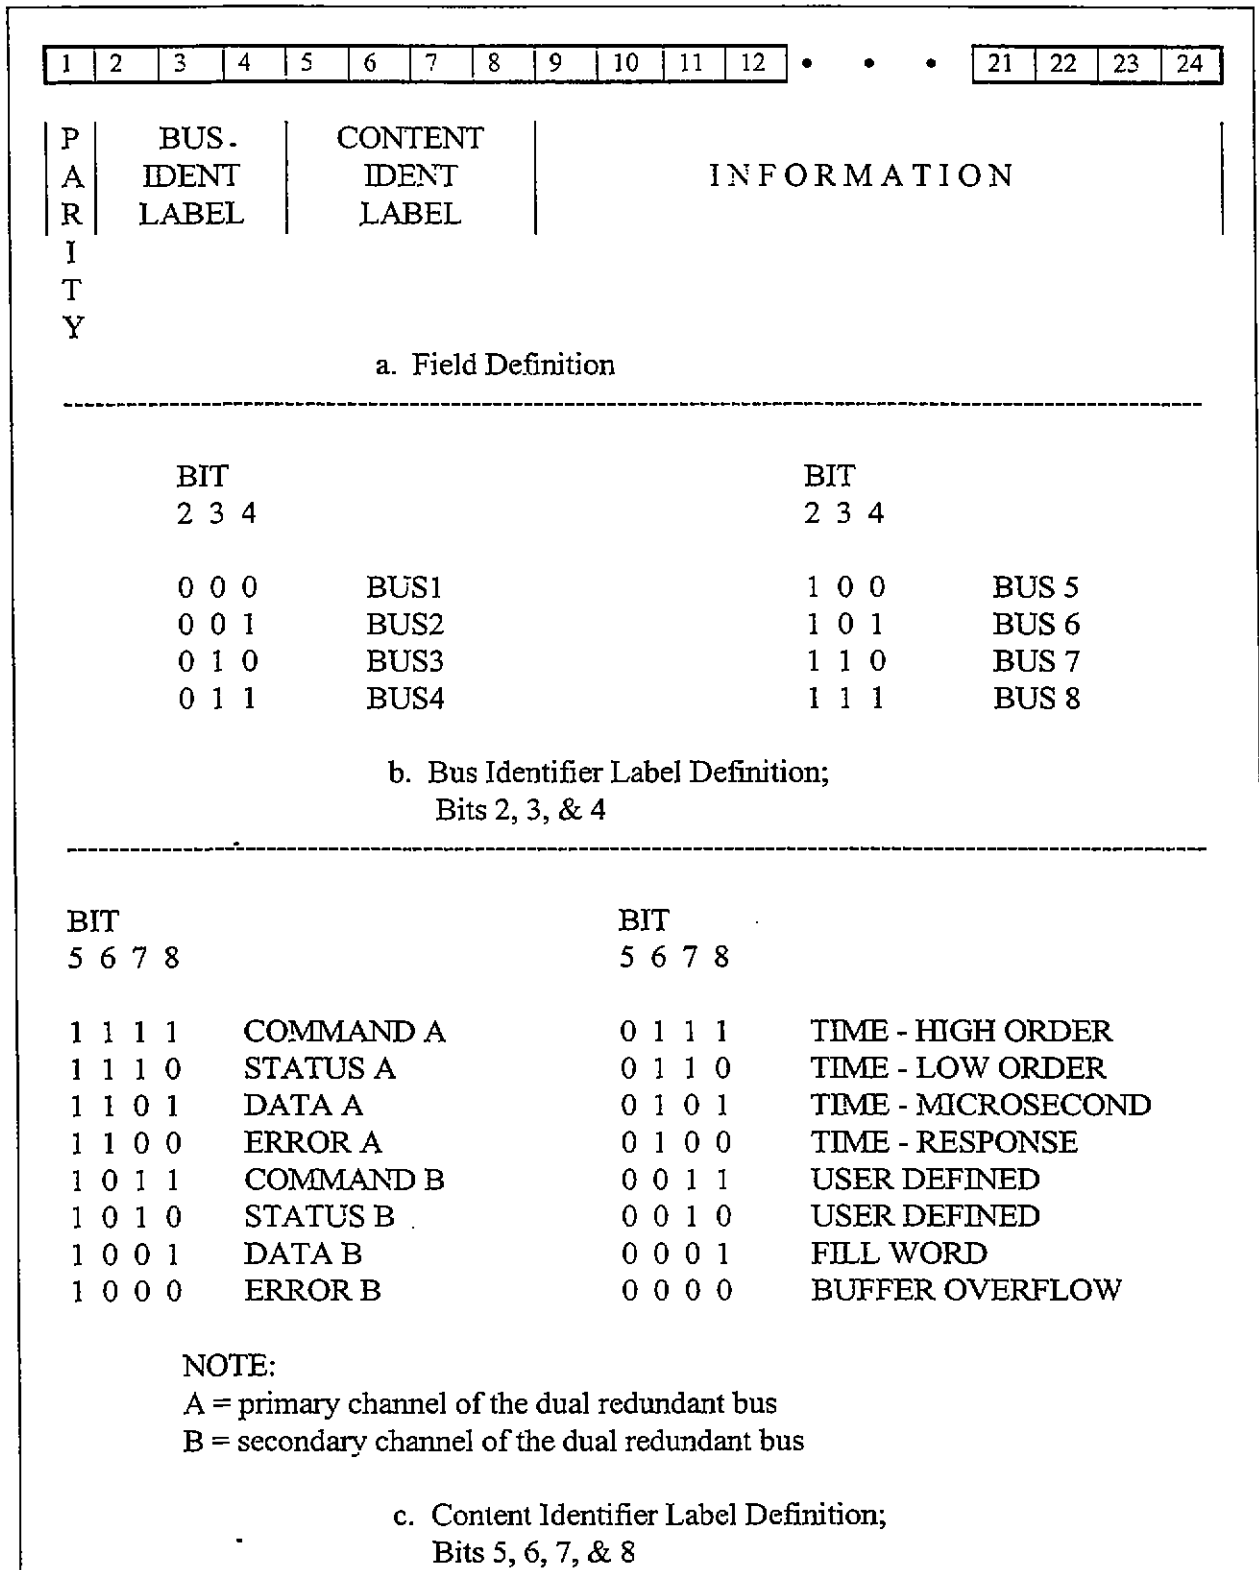 1 2 3 4 5 6 7 8 9 10 11 12 • • • 21 22 23 24
PARITY
BUS.
IDENT
LABEL
CONTENT
IDENT
LABEL
INFORMATION
a. Field Definition
BIT
2 3 4
0 0 0 BUS1
0 0 1 BUS2
0 1 0 BUS3
0 1 1 BUS4
BIT
2 3 4
1 0 0 BUS 5
1 0 1 BUS 6
1 1 0 BUS 7
1 1 1 BUS 8
b. Bus Identifier Label Definition;
Bits 2, 3, & 4
BIT
5 6 7 8
1 1 1 1 COMMAND A
1 1 1 0 STATUS A
1 1 0 1 DATA A
1 1 0 0 ERROR A
1 0 1 1 COMMAND B
1 0 1 0 STATUS B
1 0 0 1 DATA B
1 0 0 0 ERROR B
BIT
5 6 7 8
0 1 1 1 TIME - HIGH ORDER
0 1 1 0 TIME - LOW ORDER
0 1 0 1 TIME - MICROSECOND
0 1 0 0 TIME - RESPONSE
0 0 1 1 USER DEFINED
0 0 1 0 USER DEFINED
0 0 0 1 FILL WORD
0 0 0 0 BUFFER OVERFLOW
NOTE:
A = primary channel of the dual redundant bus
B = secondary channel of the dual redundant bus
c. Content Identifier Label Definition;
Bits 5, 6, 7, & 8